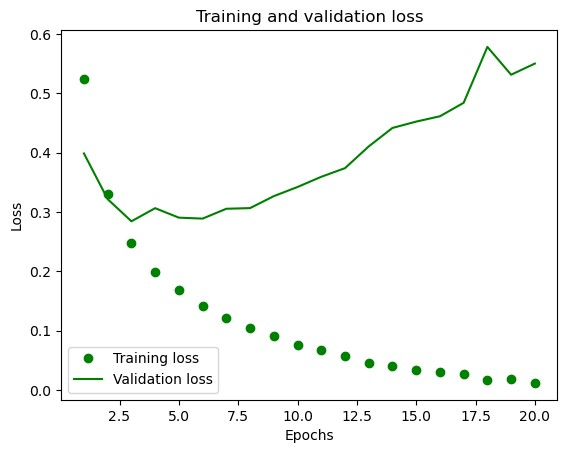 Training and validation loss
0.6
0.5
0.4
0.3
0.2
0.1
0.0
Loss
Training loss
Validation loss
2.5 5.0 7.5 10.0 12.5 15.0 17.5 20.0
Epochs